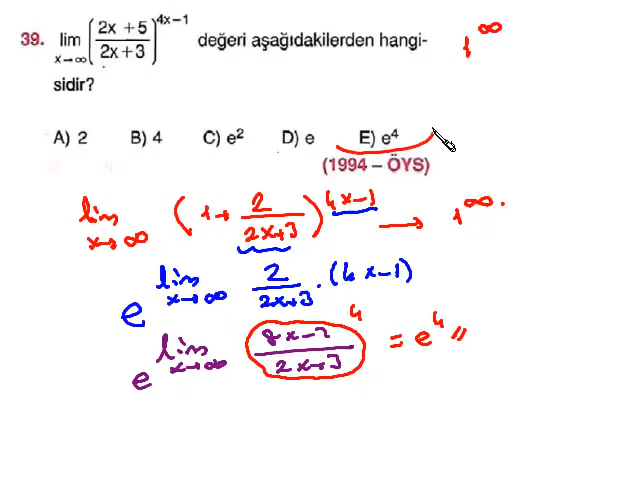 39. lim x→∞ ((2x + 5)/(2x + 3))^(4x−1) değeri aşağıdakilerden hangi-
1^∞
sidir?
A) 2 B) 4 C) e² D) e E) e⁴
(1994 – ÖYS)
lim x→∞ (1 + 2/(2x+3))^(4x−1) → 1^∞.
e^(lim x→∞ 2/(2x+3) · (4x−1))
e^(lim x→∞ (8x−2)/(2x+3)) 4 = e⁴ //